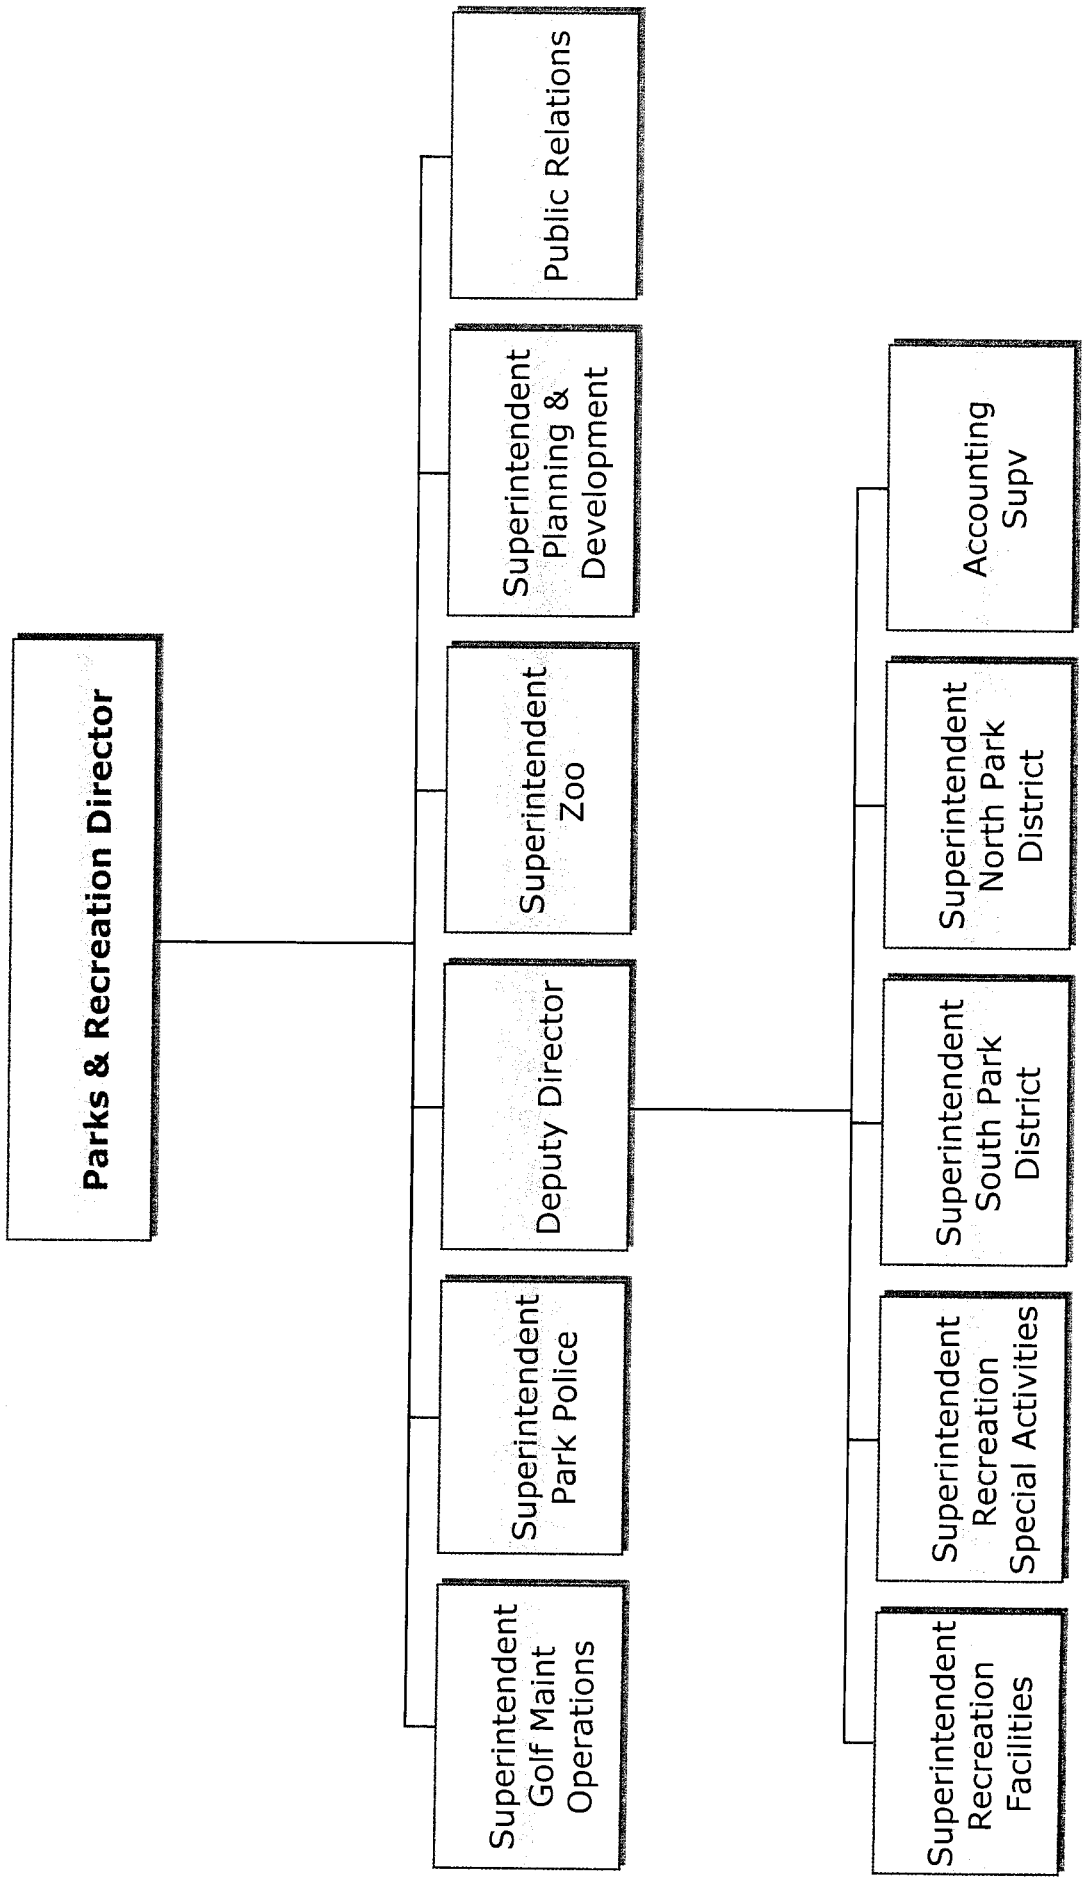 Parks & Recreation Director
Superintendent
Golf Maint
Operations
Superintendent
Park Police
Deputy Director
Superintendent
Zoo
Superintendent
Planning &
Development
Public Relations
Superintendent
Recreation
Facilities
Superintendent
Recreation
Special Activities
Superintendent
South Park
District
Superintendent
North Park
District
Accounting
Supv